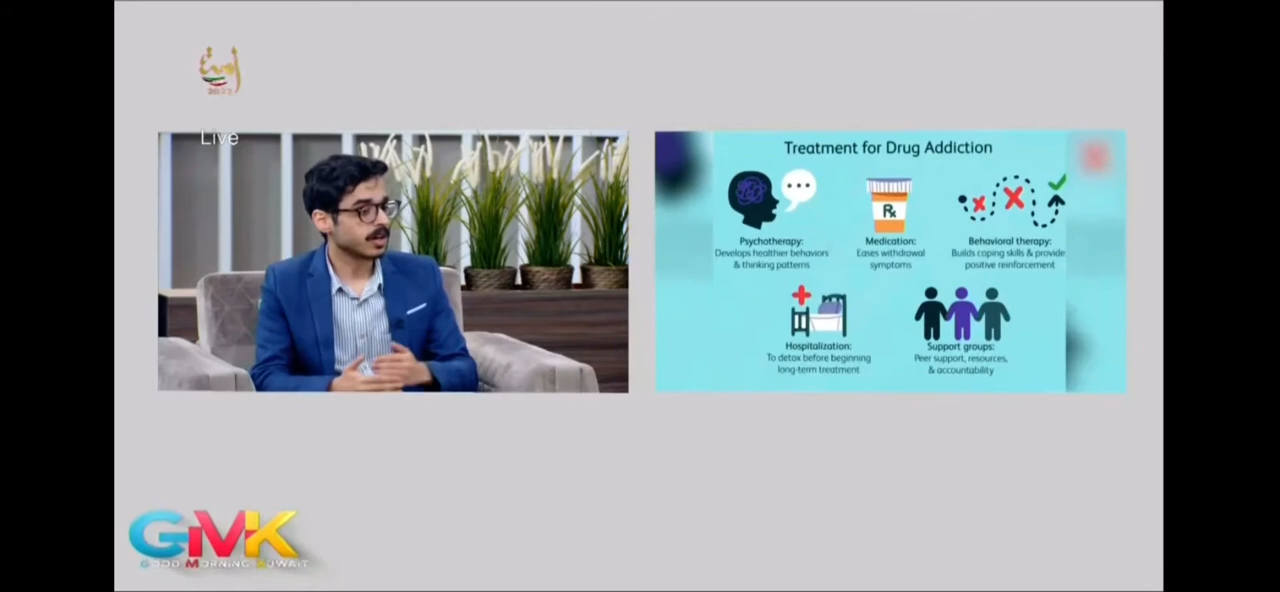 أمة
2022
Live
Treatment for Drug Addiction
Psychotherapy:
Develops healthier behaviors
& thinking patterns
Rx
Medication:
Eases withdrawal
symptoms
Behavioral therapy:
Builds coping skills & provide
positive reinforcement
Hospitalization:
To detox before beginning
long-term treatment
Support groups:
Peer support, resources,
& accountability
GMK
GOOD MORNING KUWAIT